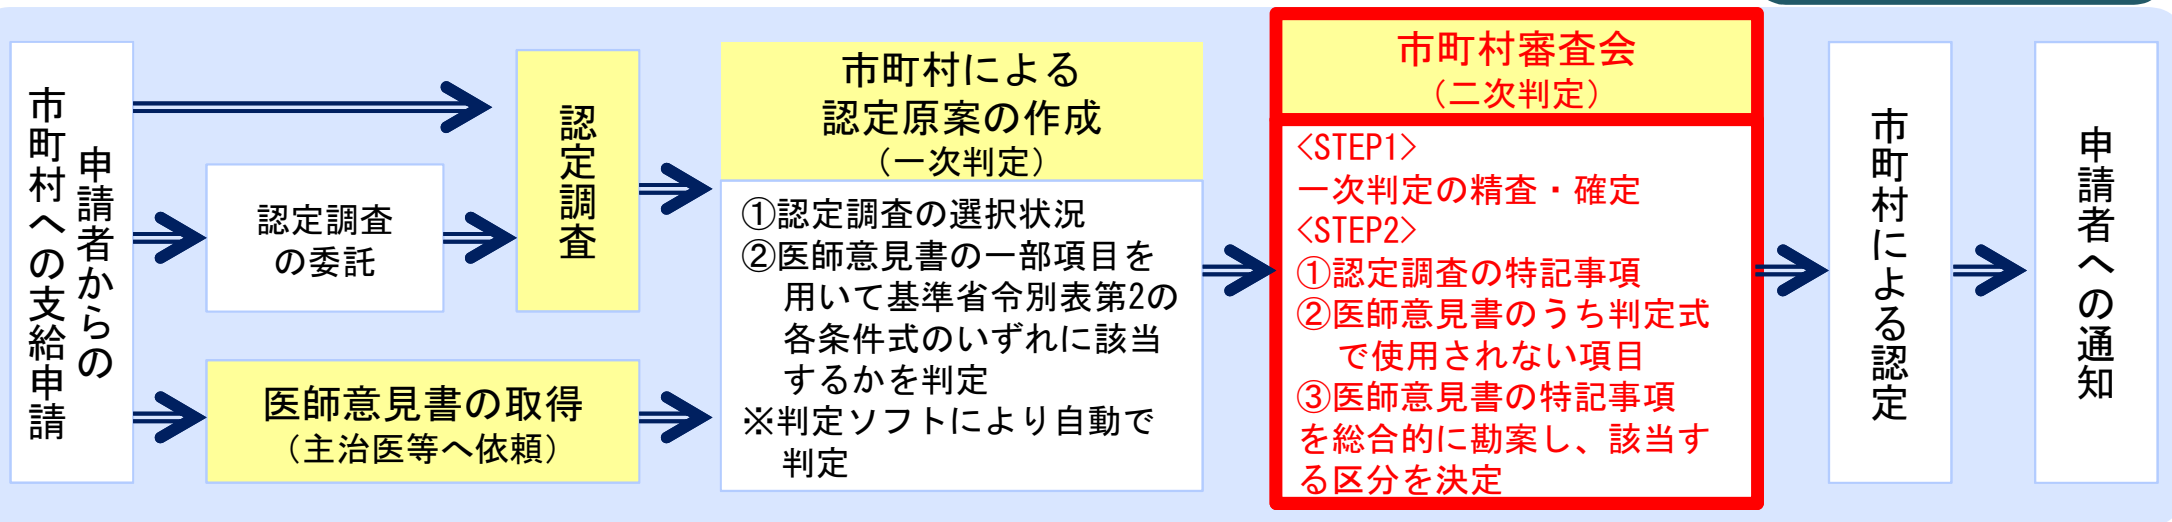 申請者からの
市町村への支給申請
認定調査
の委託
医師意見書の取得
（主治医等へ依頼）
認定調査
市町村による
認定原案の作成
（一次判定）
①認定調査の選択状況
②医師意見書の一部項目を
用いて基準省令別表第2の
各条件式のいずれに該当
するかを判定
※判定ソフトにより自動で
判定
市町村審査会
（二次判定）
<STEP1>
一次判定の精査・確定
<STEP2>
①認定調査の特記事項
②医師意見書のうち判定式
で使用されない項目
③医師意見書の特記事項
を総合的に勘案し、該当す
る区分を決定
市町村による認定
申請者への通知